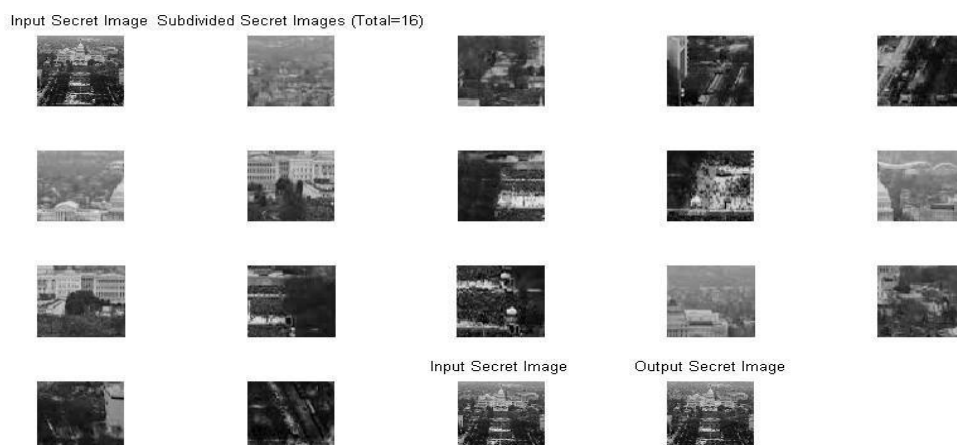 Input Secret Image Subdivided Secret Images (Total=16)
Input Secret Image Output Secret Image